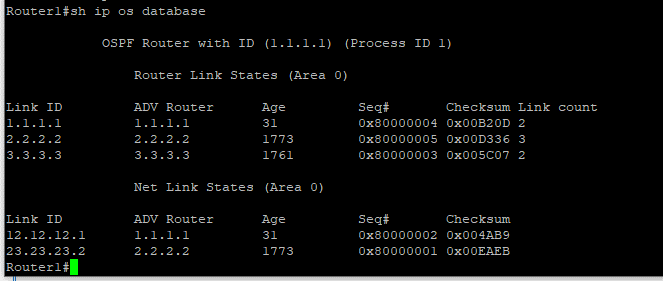 Router1#sh ip os database
OSPF Router with ID (1.1.1.1) (Process ID 1)
Router Link States (Area 0)
Link ID ADV Router Age Seq# Checksum Link count
1.1.1.1 1.1.1.1 31 0x80000004 0x00B20D 2
2.2.2.2 2.2.2.2 1773 0x80000005 0x00D336 3
3.3.3.3 3.3.3.3 1761 0x80000003 0x005C07 2
Net Link States (Area 0)
Link ID ADV Router Age Seq# Checksum
12.12.12.1 1.1.1.1 31 0x80000002 0x004AB9
23.23.23.2 2.2.2.2 1773 0x80000001 0x00EAEB
Router1#